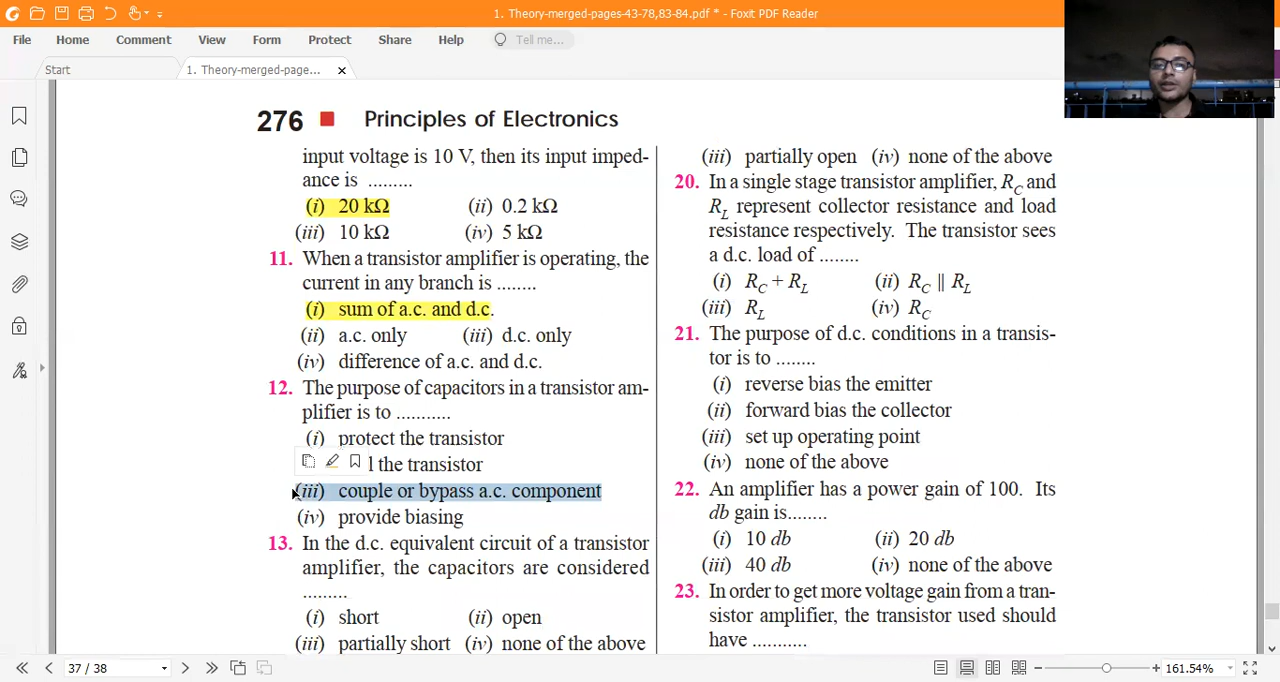 1. Theory-merged-pages-43-78,83-84.pdf * - Foxit PDF Reader
File Home Comment View Form Protect Share Help Tell me...
Start 1. Theory-merged-page...
276 Principles of Electronics
input voltage is 10 V, then its input imped-
ance is .........
(i) 20 kΩ (ii) 0.2 kΩ
(iii) 10 kΩ (iv) 5 kΩ
11. When a transistor amplifier is operating, the
current in any branch is ........
(i) sum of a.c. and d.c.
(ii) a.c. only (iii) d.c. only
(iv) difference of a.c. and d.c.
12. The purpose of capacitors in a transistor am-
plifier is to ...........
(i) protect the transistor
l the transistor
(iii) couple or bypass a.c. component
(iv) provide biasing
13. In the d.c. equivalent circuit of a transistor
amplifier, the capacitors are considered
.........
(i) short (ii) open
(iii) partially short (iv) none of the above
(iii) partially open (iv) none of the above
20. In a single stage transistor amplifier, RC and
RL represent collector resistance and load
resistance respectively. The transistor sees
a d.c. load of ........
(i) RC + RL (ii) RC || RL
(iii) RL (iv) RC
21. The purpose of d.c. conditions in a transis-
tor is to ........
(i) reverse bias the emitter
(ii) forward bias the collector
(iii) set up operating point
(iv) none of the above
22. An amplifier has a power gain of 100. Its
db gain is........
(i) 10 db (ii) 20 db
(iii) 40 db (iv) none of the above
23. In order to get more voltage gain from a tran-
sistor amplifier, the transistor used should
have ...........
37 / 38 161.54%